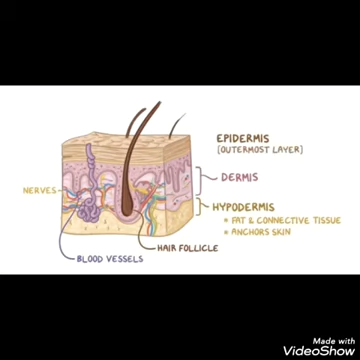 EPIDERMIS
(OUTERMOST LAYER)
DERMIS
NERVES
HYPODERMIS
* FAT & CONNECTIVE TISSUE
* ANCHORS SKIN
HAIR FOLLICLE
BLOOD VESSELS
Made with
VideoShow